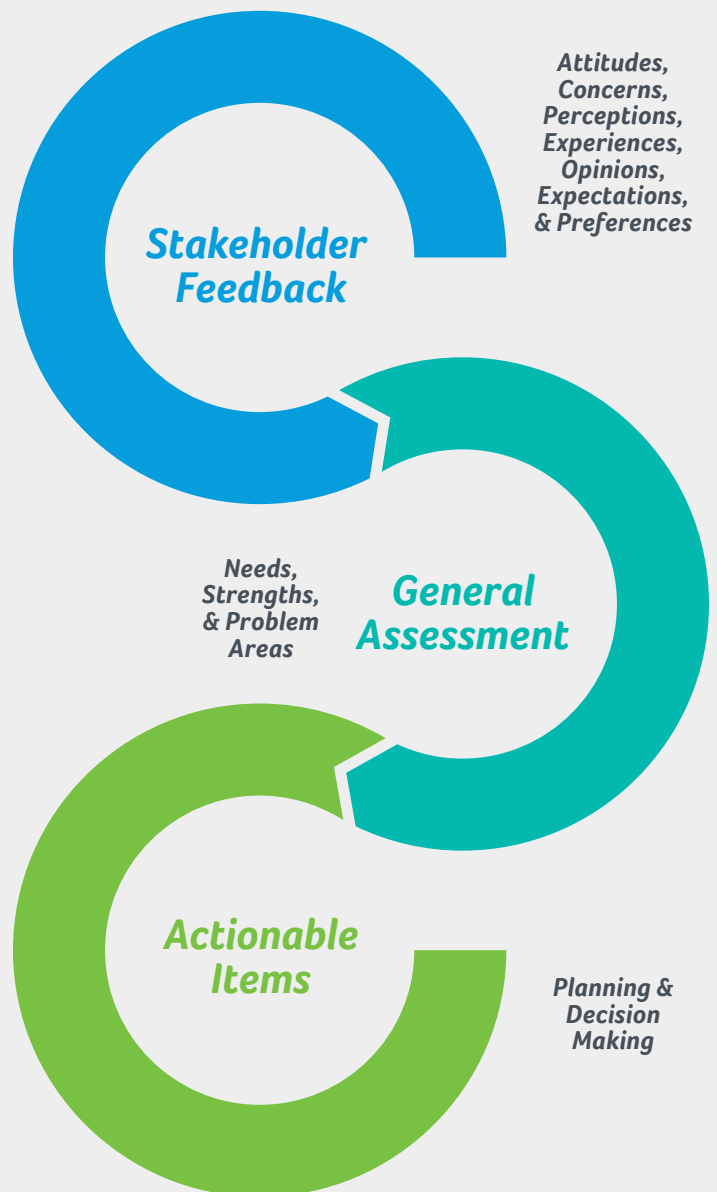 Attitudes,
Concerns,
Perceptions,
Experiences,
Opinions,
Expectations,
& Preferences
Stakeholder
Feedback
Needs,
Strengths,
& Problem
Areas
General
Assessment
Actionable
Items
Planning &
Decision
Making